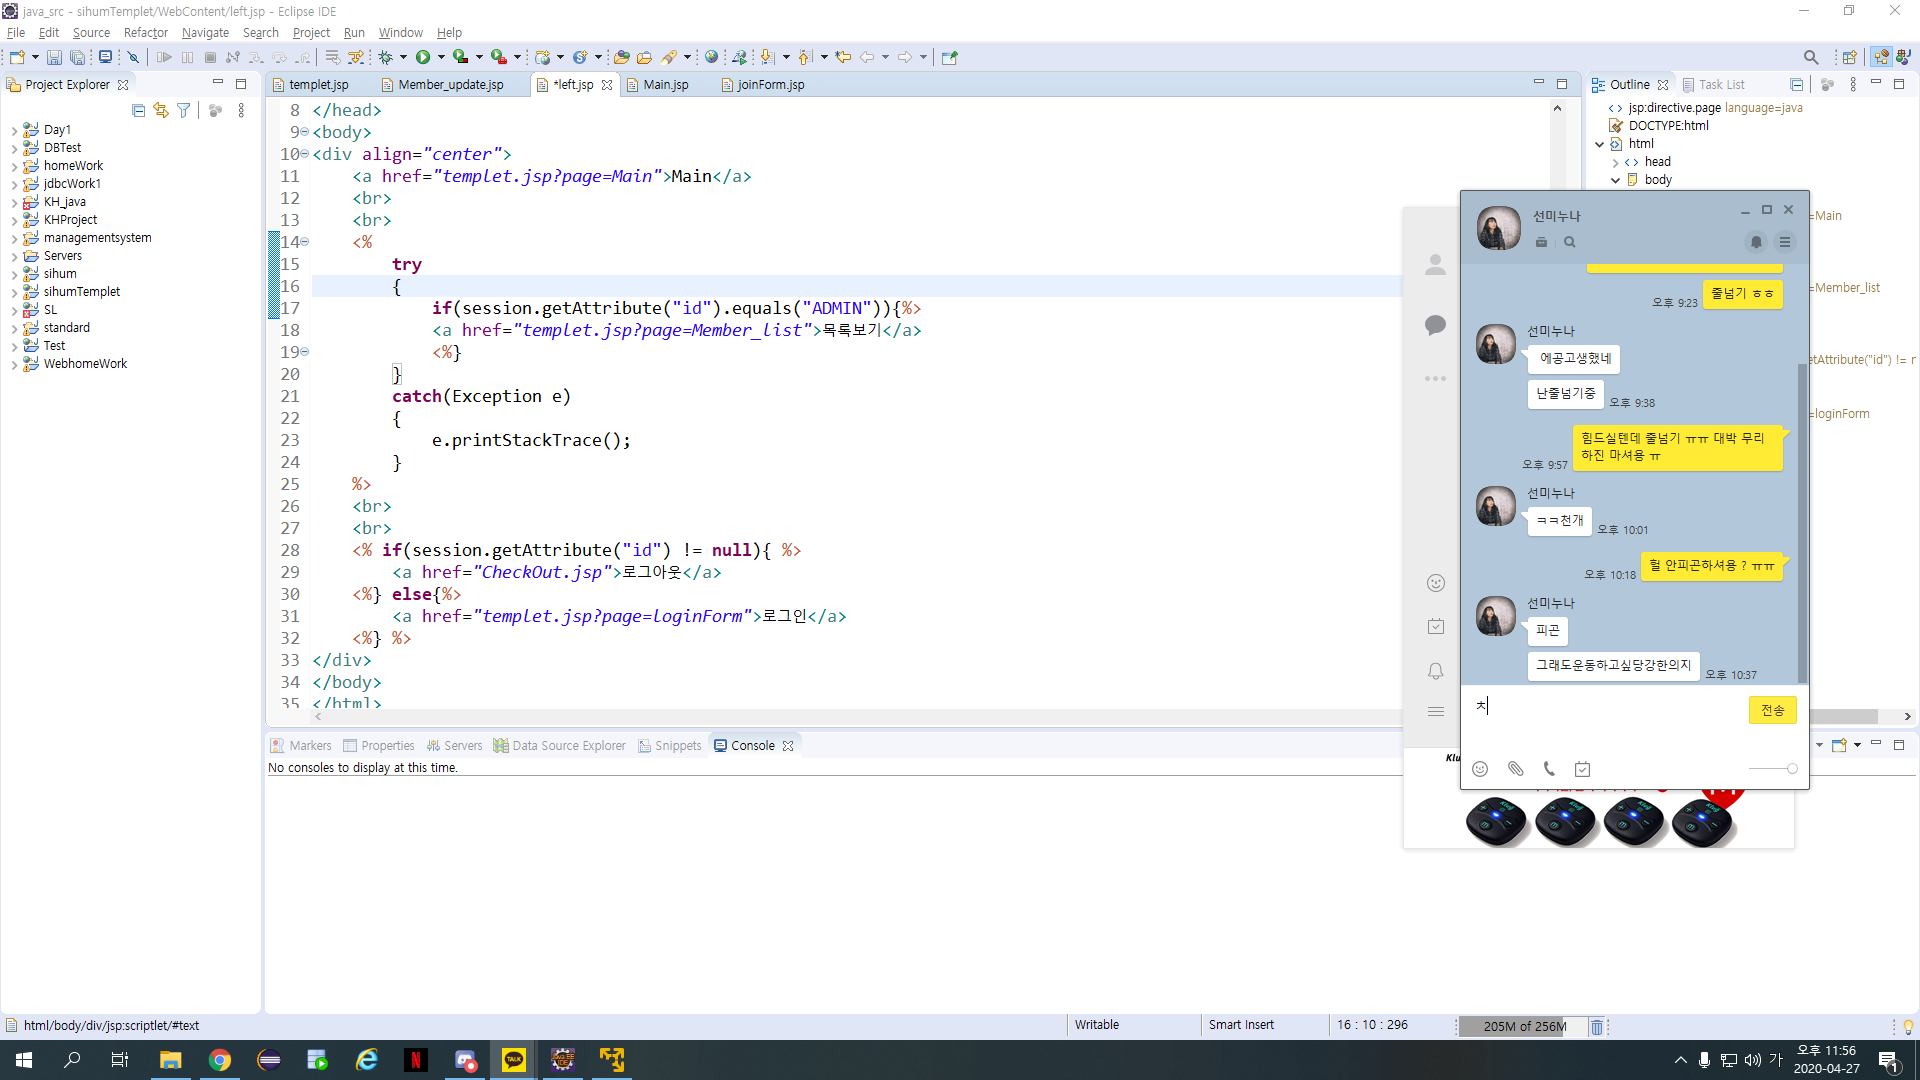 java_src - sihumTemplet/WebContent/left.jsp - Eclipse IDE
File Edit Source Refactor Navigate Search Project Run Window Help
Project Explorer
Day1
DBTest
homeWork
jdbcWork1
KH_java
KHProject
managementsystem
Servers
sihum
sihumTemplet
SL
standard
Test
WebhomeWork
templet.jsp Member_update.jsp *left.jsp Main.jsp joinForm.jsp
8 </head>
9 <body>
10 <div align="center">
11 <a href="templet.jsp?page=Main">Main</a>
12 <br>
13 <br>
14 <%
15 try
16 {
17 if(session.getAttribute("id").equals("ADMIN")){%>
18 <a href="templet.jsp?page=Member_list">목록보기</a>
19 <%}
20 }
21 catch(Exception e)
22 {
23 e.printStackTrace();
24 }
25 %>
26 <br>
27 <br>
28 <% if(session.getAttribute("id") != null){ %>
29 <a href="CheckOut.jsp">로그아웃</a>
30 <%} else{%>
31 <a href="templet.jsp?page=loginForm">로그인</a>
32 <%} %>
33 </div>
34 </body>
35 </html>
Outline Task List
jsp:directive.page language=java
DOCTYPE:html
html
head
body
=Main
=Member_list
etAttribute("id") != r
=loginForm
선미누나
줄넘기 ㅎㅎ
오후 9:23
선미누나
에공고생했네
난줄넘기중
오후 9:38
힘드실텐데 줄넘기 ㅠㅠ 대박 무리
하진 마셔용 ㅠ
오후 9:57
선미누나
ㅋㅋ천개
오후 10:01
헐 안피곤하셔용 ? ㅠㅠ
오후 10:18
선미누나
피곤
그래도운동하고싶당강한의지
오후 10:37
ㅊ
전송
Klu
Markers Properties Servers Data Source Explorer Snippets Console
No consoles to display at this time.
html/body/div/jsp:scriptlet/#text
Writable
Smart Insert
16 : 10 : 296
205M of 256M
TALK
JAVA EE
IDE
가
오후 11:56
2020-04-27
1